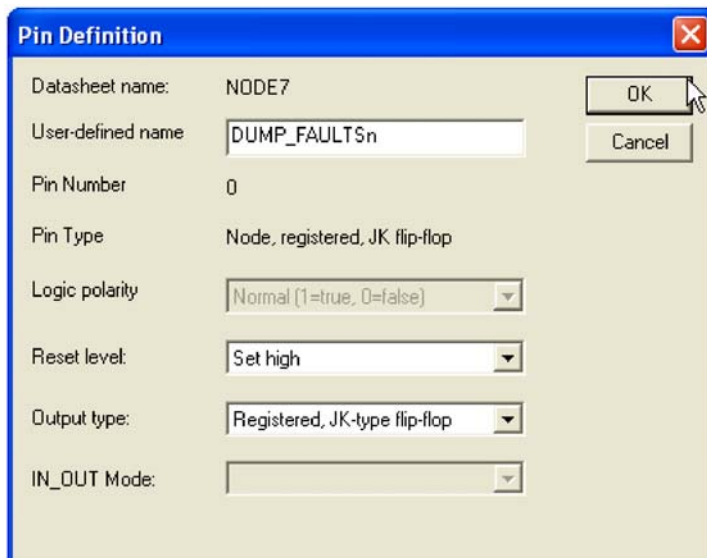 Pin Definition
Datasheet name: NODE7
OK
User-defined name DUMP_FAULTSn
Cancel
Pin Number 0
Pin Type Node, registered, JK flip-flop
Logic polarity Normal (1=true, 0=false)
Reset level: Set high
Output type: Registered, JK-type flip-flop
IN_OUT Mode: